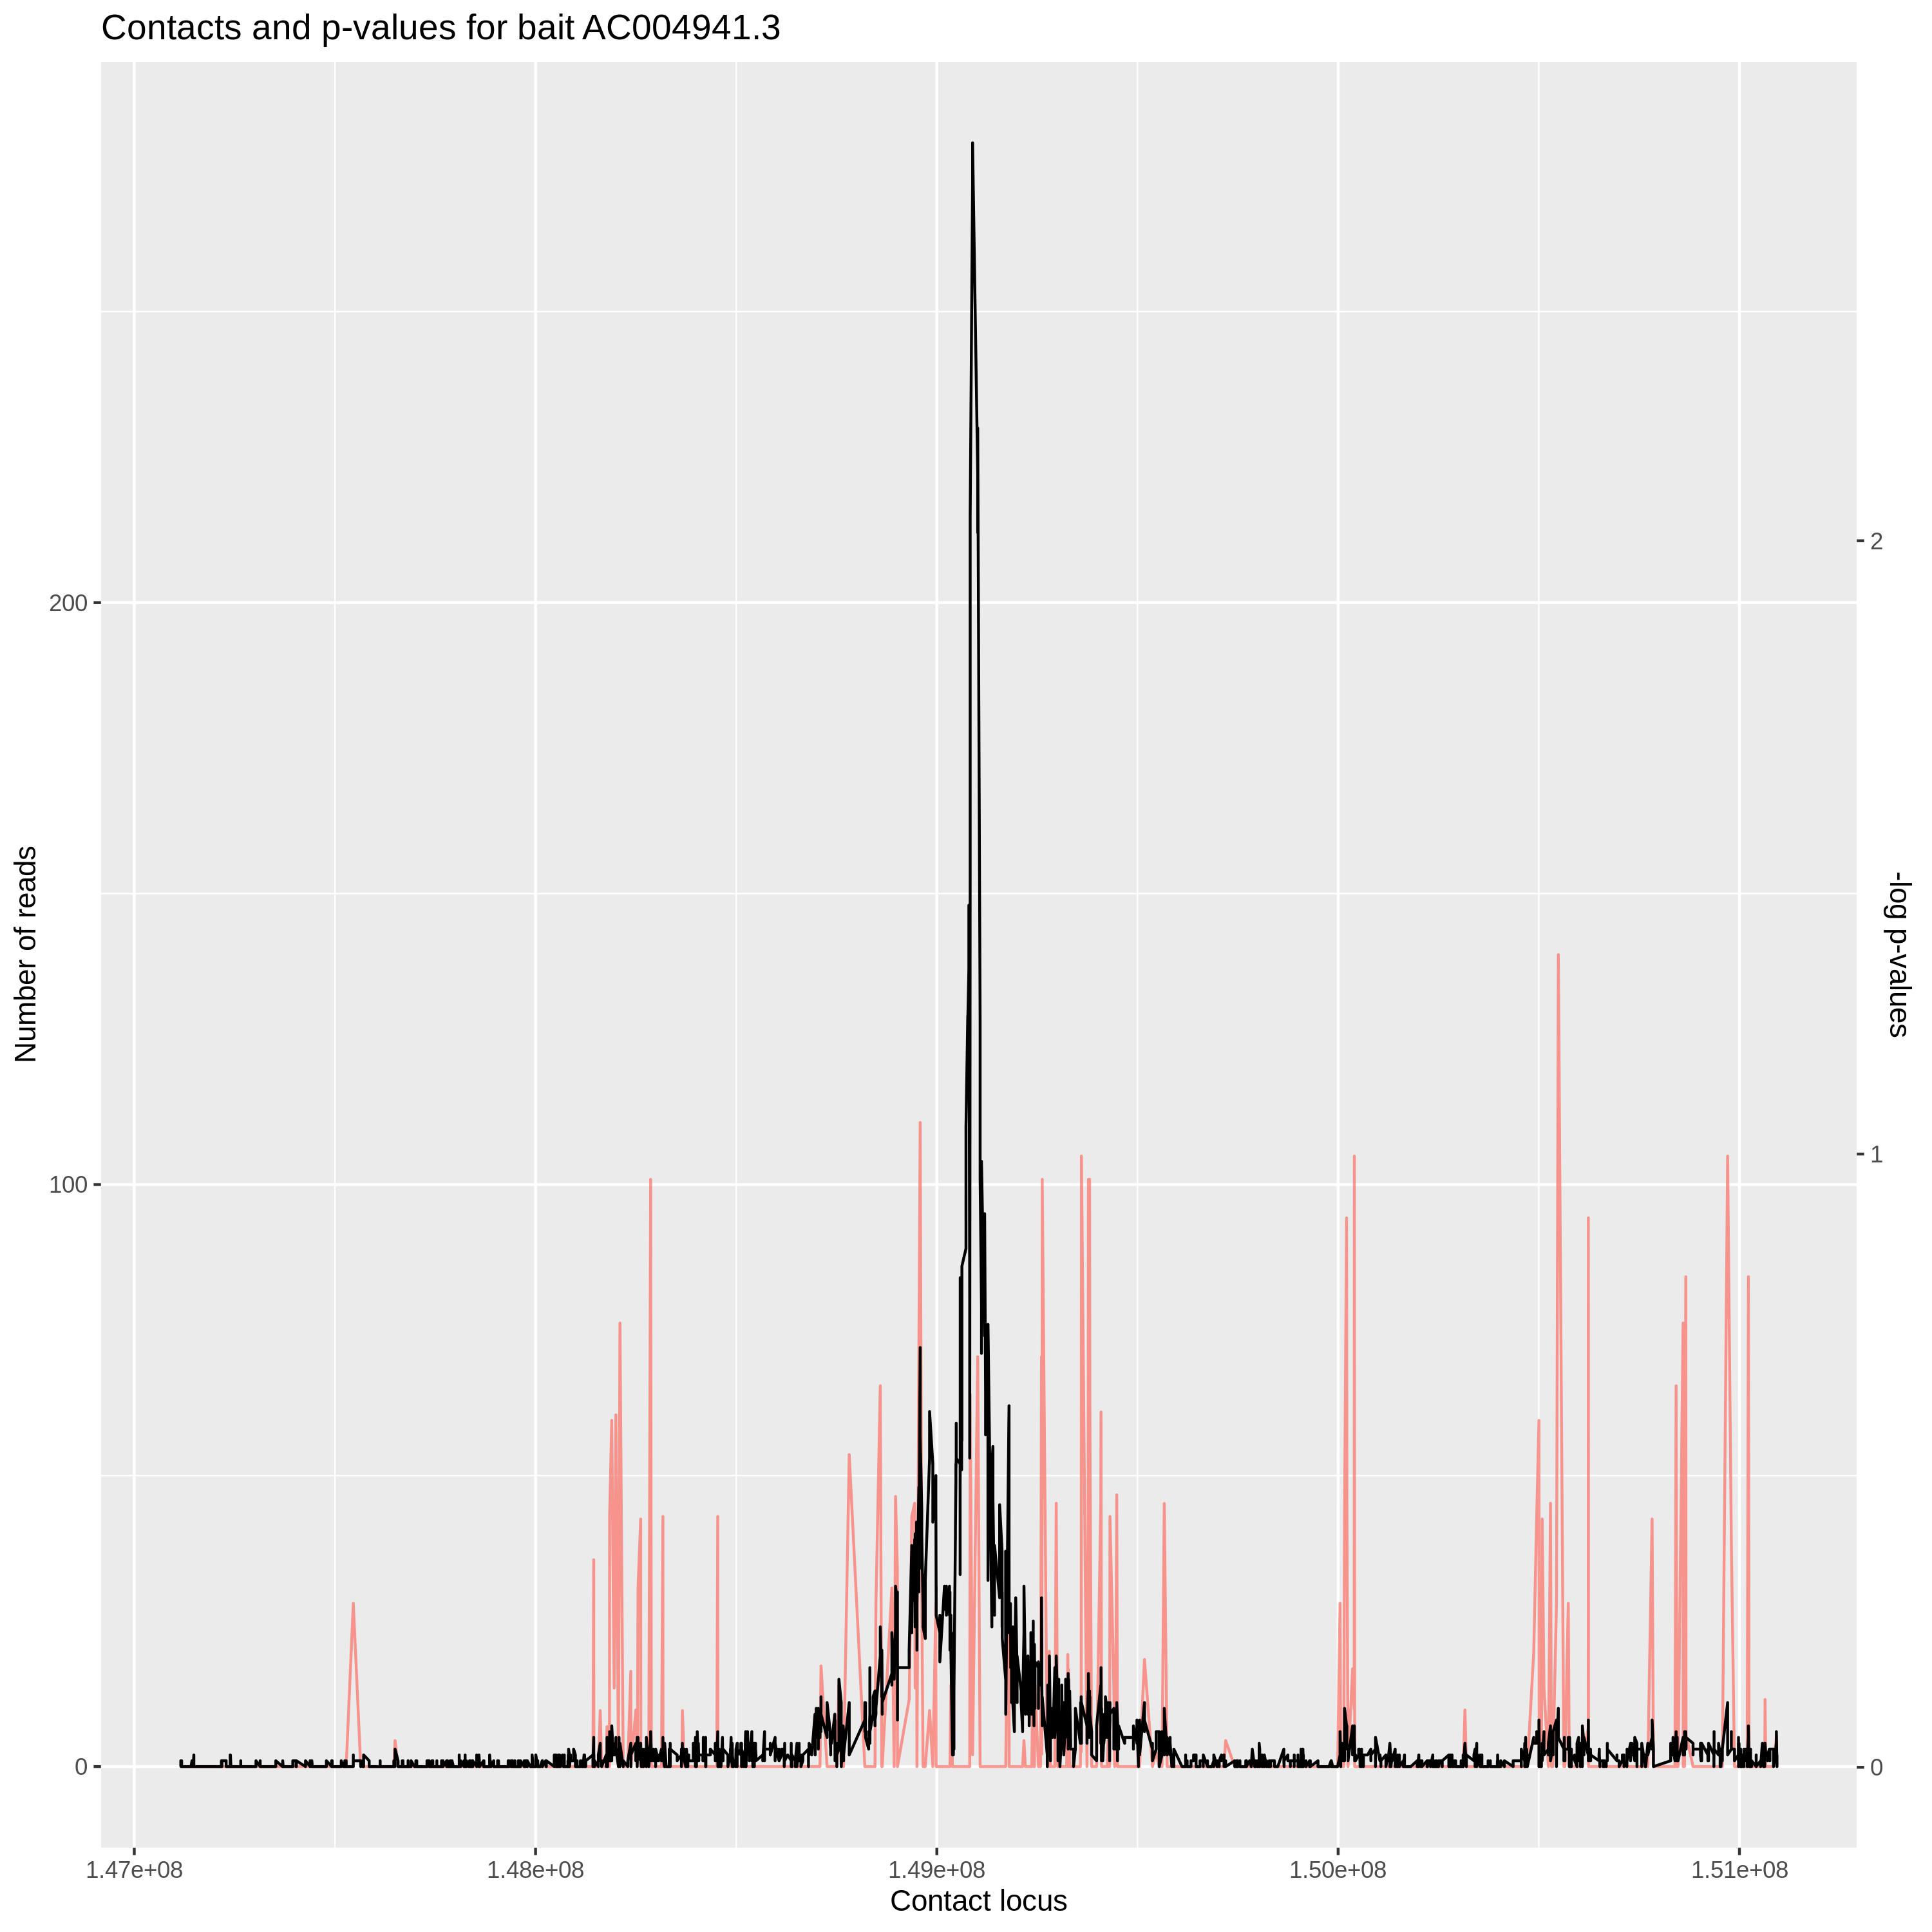 Contacts and p-values for bait AC004941.3
Number of reads
200
100
0
2
1
0
-log p-values
1.47e+08 1.48e+08 1.49e+08 1.50e+08 1.51e+08
Contact locus